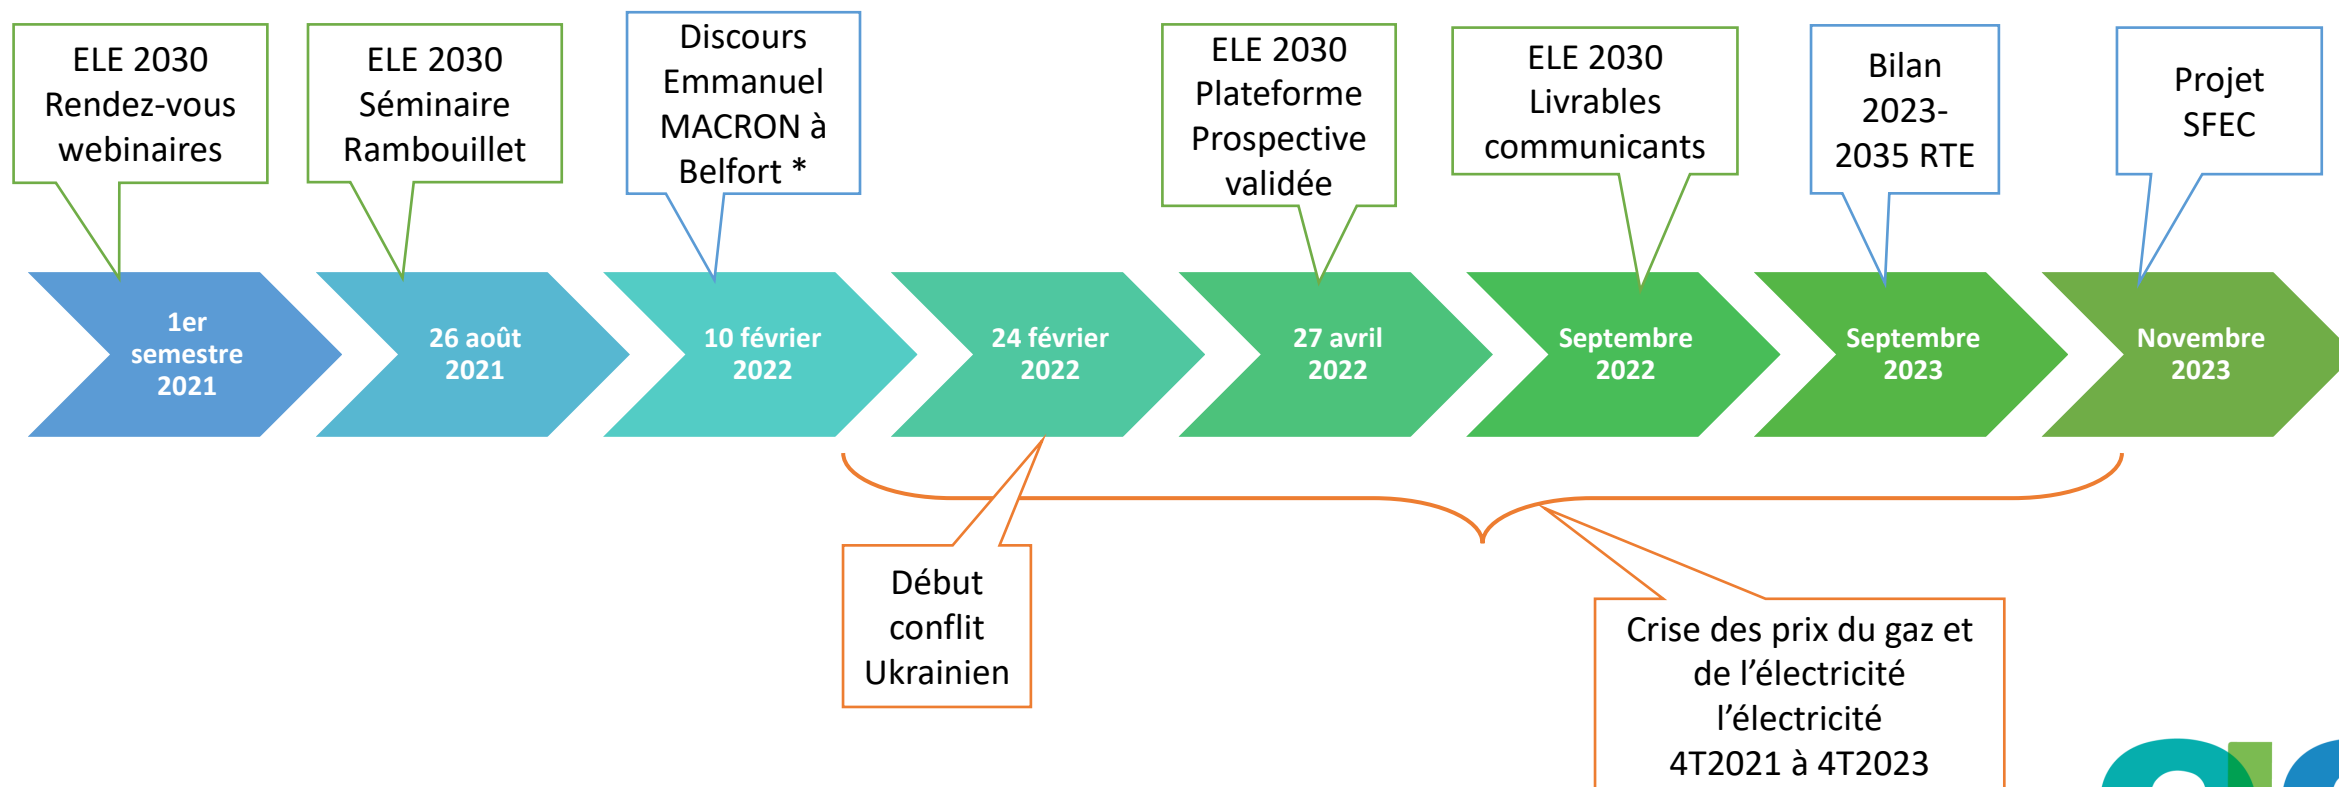 ELE 2030
Rendez-vous
webinaires
ELE 2030
Séminaire
Rambouillet
Discours
Emmanuel
MACRON à
Belfort *
ELE 2030
Plateforme
Prospective
validée
ELE 2030
Livrables
communicants
Bilan
2023-
2035 RTE
Projet
SFEC
1er
semestre
2021
26 août
2021
10 février
2022
24 février
2022
27 avril
2022
Septembre
2022
Septembre
2023
Novembre
2023
Début
conflit
Ukrainien
Crise des prix du gaz et
de l’électricité
l’électricité
4T2021 à 4T2023